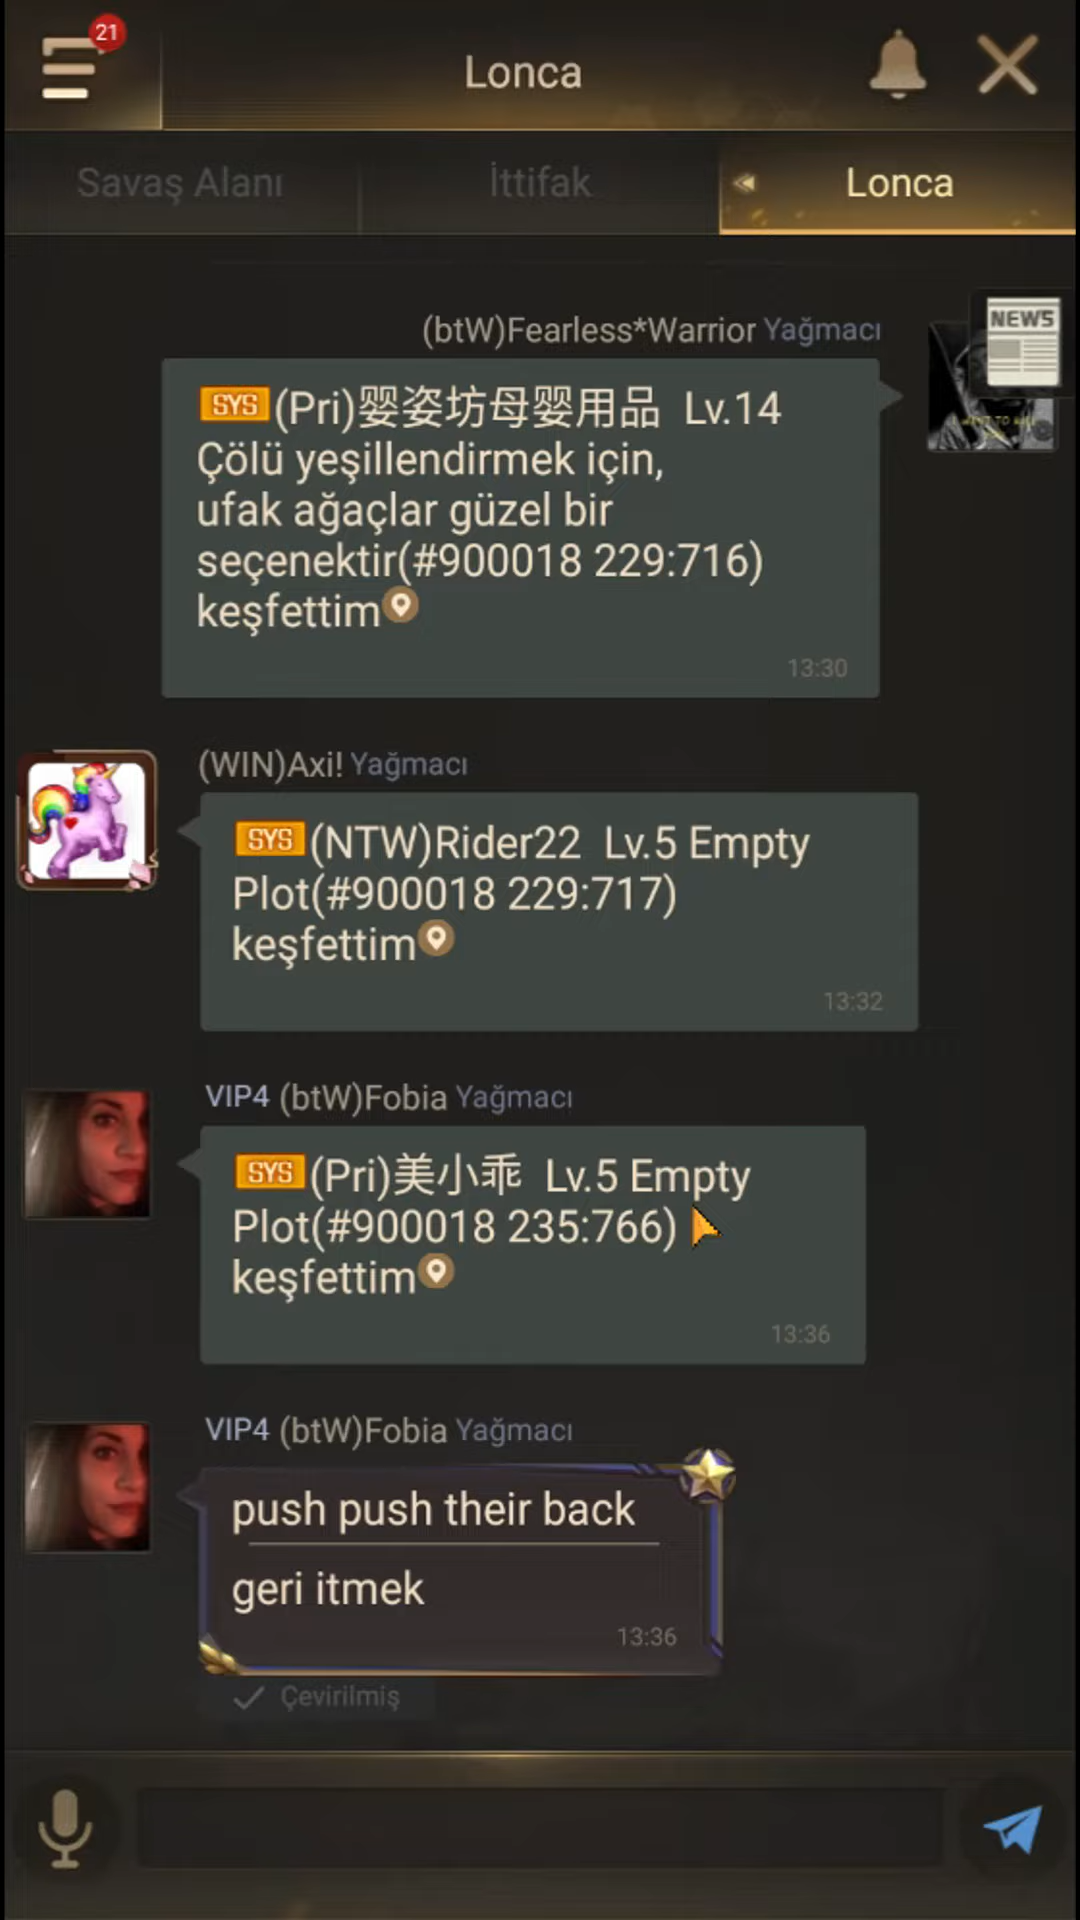 21
Lonca
Savaş Alanı
İttifak
Lonca
(btW)Fearless*Warrior Yağmacı
NEWS
SYS (Pri)婴姿坊母婴用品 Lv.14
Çölü yeşillendirmek için,
ufak ağaçlar güzel bir
seçenektir(#900018 229:716)
keşfettim
13:30
(WIN)Axi! Yağmacı
SYS (NTW)Rider22 Lv.5 Empty
Plot(#900018 229:717)
keşfettim
13:32
VIP4 (btW)Fobia Yağmacı
SYS (Pri)美小乖 Lv.5 Empty
Plot(#900018 235:766)
keşfettim
13:36
VIP4 (btW)Fobia Yağmacı
push push their back
geri itmek
13:36
Çevirilmiş